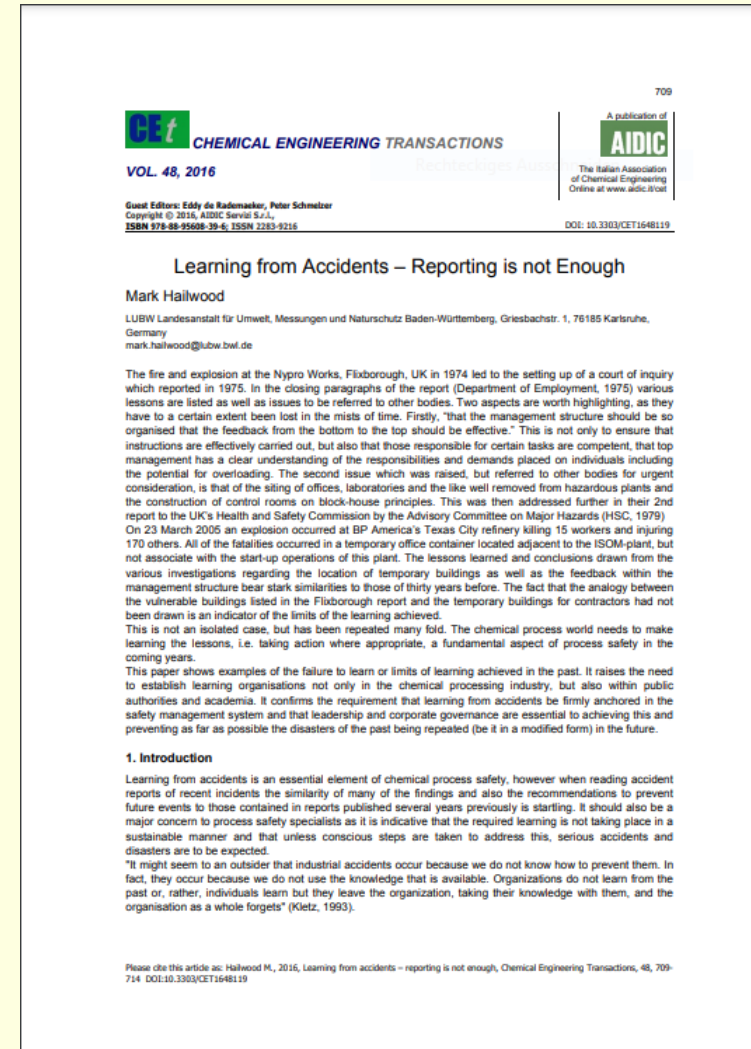 709
CEt CHEMICAL ENGINEERING TRANSACTIONS
VOL. 48, 2016
A publication of
AIDIC
The Italian Association
of Chemical Engineering
Online at www.aidic.it/cet
Rechteckiges Aussch
Guest Editors: Eddy de Rademaeker, Peter Schmelzer
Copyright © 2016, AIDIC Servizi S.r.l.,
ISBN 978-88-95608-39-6; ISSN 2283-9216
DOI: 10.3303/CET1648119
Learning from Accidents – Reporting is not Enough
Mark Hailwood
LUBW Landesanstalt für Umwelt, Messungen und Naturschutz Baden-Württemberg, Griesbachstr. 1, 76185 Karlsruhe,
Germany
mark.hailwood@lubw.bwl.de
The fire and explosion at the Nypro Works, Flixborough, UK in 1974 led to the setting up of a court of inquiry
which reported in 1975. In the closing paragraphs of the report (Department of Employment, 1975) various
lessons are listed as well as issues to be referred to other bodies. Two aspects are worth highlighting, as they
have to a certain extent been lost in the mists of time. Firstly, “that the management structure should be so
organised that the feedback from the bottom to the top should be effective.” This is not only to ensure that
instructions are effectively carried out, but also that those responsible for certain tasks are competent, that top
management has a clear understanding of the responsibilities and demands placed on individuals including
the potential for overloading. The second issue which was raised, but referred to other bodies for urgent
consideration, is that of the siting of offices, laboratories and the like well removed from hazardous plants and
the construction of control rooms on block-house principles. This was then addressed further in their 2nd
report to the UK's Health and Safety Commission by the Advisory Committee on Major Hazards (HSC, 1979)
On 23 March 2005 an explosion occurred at BP America's Texas City refinery killing 15 workers and injuring
170 others. All of the fatalities occurred in a temporary office container located adjacent to the ISOM-plant, but
not associate with the start-up operations of this plant. The lessons learned and conclusions drawn from the
various investigations regarding the location of temporary buildings as well as the feedback within the
management structure bear stark similarities to those of thirty years before. The fact that the analogy between
the vulnerable buildings listed in the Flixborough report and the temporary buildings for contractors had not
been drawn is an indicator of the limits of the learning achieved.
This is not an isolated case, but has been repeated many fold. The chemical process world needs to make
learning the lessons, i.e. taking action where appropriate, a fundamental aspect of process safety in the
coming years.
This paper shows examples of the failure to learn or limits of learning achieved in the past. It raises the need
to establish learning organisations not only in the chemical processing industry, but also within public
authorities and academia. It confirms the requirement that learning from accidents be firmly anchored in the
safety management system and that leadership and corporate governance are essential to achieving this and
preventing as far as possible the disasters of the past being repeated (be it in a modified form) in the future.
1. Introduction
Learning from accidents is an essential element of chemical process safety, however when reading accident
reports of recent incidents the similarity of many of the findings and also the recommendations to prevent
future events to those contained in reports published several years previously is startling. It should also be a
major concern to process safety specialists as it is indicative that the required learning is not taking place in a
sustainable manner and that unless conscious steps are taken to address this, serious accidents and
disasters are to be expected.
"It might seem to an outsider that industrial accidents occur because we do not know how to prevent them. In
fact, they occur because we do not use the knowledge that is available. Organizations do not learn from the
past or, rather, individuals learn but they leave the organization, taking their knowledge with them, and the
organisation as a whole forgets" (Kletz, 1993).
Please cite this article as: Hailwood M., 2016, Learning from accidents – reporting is not enough, Chemical Engineering Transactions, 48, 709-
714 DOI:10.3303/CET1648119